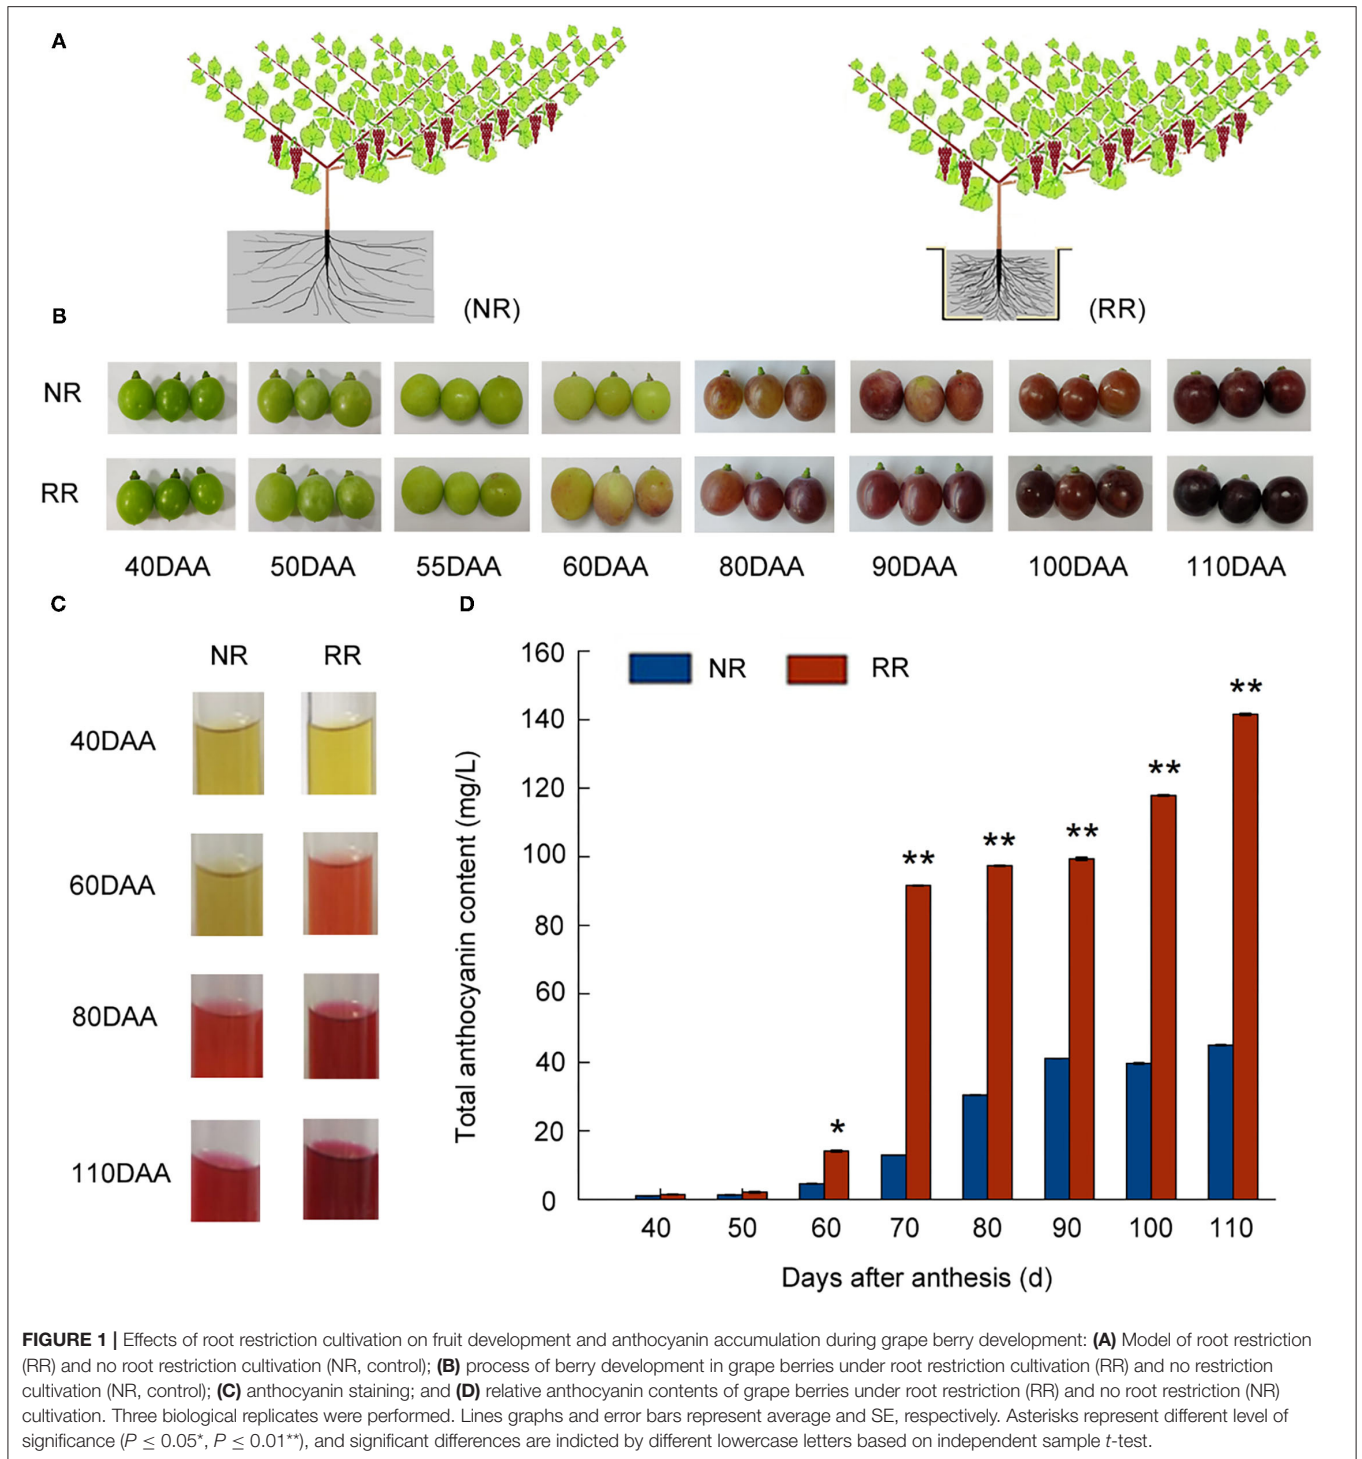 A
(NR)
(RR)
B
NR
RR
40DAA 50DAA 55DAA 60DAA 80DAA 90DAA 100DAA 110DAA
C
NR RR
40DAA
60DAA
80DAA
110DAA
D
NR RR
Total anthocyanin content (mg/L)
160
140
120
100
80
60
40
20
0
*
**
**
**
**
**
40 50 60 70 80 90 100 110
Days after anthesis (d)
FIGURE 1 | Effects of root restriction cultivation on fruit development and anthocyanin accumulation during grape berry development: (A) Model of root restriction
(RR) and no root restriction cultivation (NR, control); (B) process of berry development in grape berries under root restriction cultivation (RR) and no restriction
cultivation (NR, control); (C) anthocyanin staining; and (D) relative anthocyanin contents of grape berries under root restriction (RR) and no root restriction (NR)
cultivation. Three biological replicates were performed. Lines graphs and error bars represent average and SE, respectively. Asterisks represent different level of
significance (P ≤ 0.05*, P ≤ 0.01**), and significant differences are indicted by different lowercase letters based on independent sample t-test.